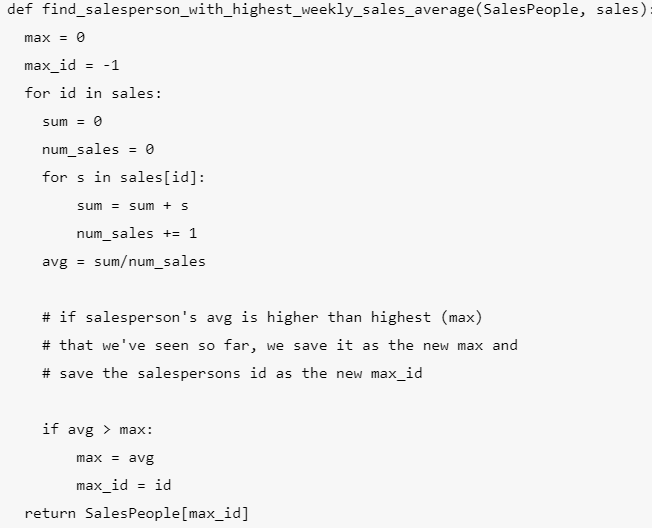 def find_salesperson_with_highest_weekly_sales_average(SalesPeople, sales):
  max = 0
  max_id = -1
  for id in sales:
    sum = 0
    num_sales = 0
    for s in sales[id]:
        sum = sum + s
        num_sales += 1
    avg = sum/num_sales

    # if salesperson's avg is higher than highest (max)
    # that we've seen so far, we save it as the new max and
    # save the salespersons id as the new max_id

    if avg > max:
        max = avg
        max_id = id
  return SalesPeople[max_id]